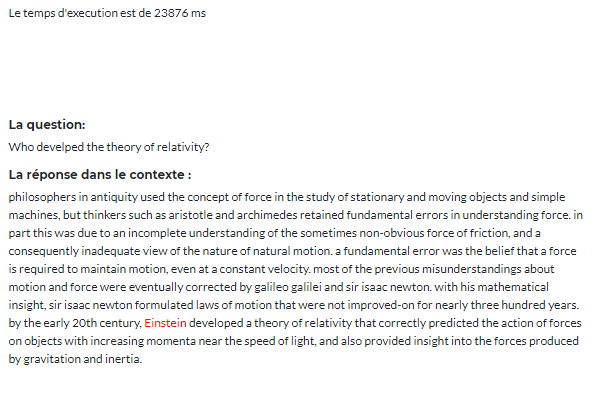 Le temps d'execution est de 23876 ms
La question:
Who develped the theory of relativity?
La réponse dans le contexte :
philosophers in antiquity used the concept of force in the study of stationary and moving objects and simple
machines, but thinkers such as aristotle and archimedes retained fundamental errors in understanding force. in
part this was due to an incomplete understanding of the sometimes non-obvious force of friction, and a
consequently inadequate view of the nature of natural motion. a fundamental error was the belief that a force
is required to maintain motion, even at a constant velocity. most of the previous misunderstandings about
motion and force were eventually corrected by galileo galilei and sir isaac newton. with his mathematical
insight, sir isaac newton formulated laws of motion that were not improved-on for nearly three hundred years.
by the early 20th century, Einstein developed a theory of relativity that correctly predicted the action of forces
on objects with increasing momenta near the speed of light, and also provided insight into the forces produced
by gravitation and inertia.